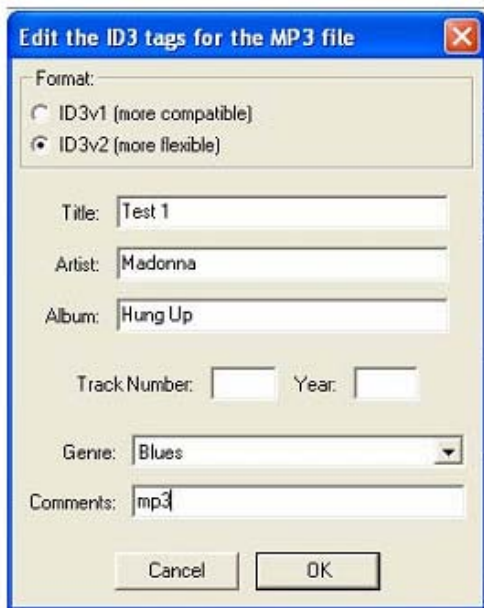 Edit the ID3 tags for the MP3 file
Format:
ID3v1 (more compatible)
ID3v2 (more flexible)
Title: Test 1
Artist: Madonna
Album: Hung Up
Track Number: Year:
Genre: Blues
Comments: mp3
Cancel OK